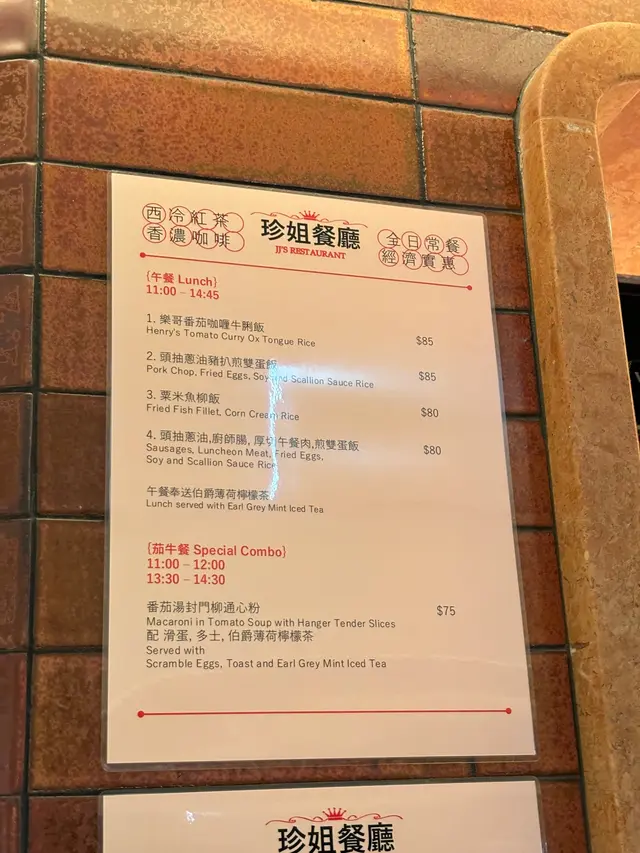 西冷紅茶
香濃咖啡
珍姐餐廳
JJ'S RESTAURANT
全日常餐
經濟實惠
{午餐 Lunch}
11:00 – 14:45
1. 樂哥番茄咖喱牛脷飯
Henry's Tomato Curry Ox Tongue Rice
$85
2. 頭抽蔥油豬扒煎雙蛋飯
Pork Chop, Fried Eggs, Soy and Scallion Sauce Rice
$85
3. 粟米魚柳飯
Fried Fish Fillet, Corn Cream Rice
$80
4. 頭抽蔥油,廚師腸, 厚切午餐肉,煎雙蛋飯
Sausages, Luncheon Meat, Fried Eggs,
Soy and Scallion Sauce Rice
$80
午餐奉送伯爵薄荷檸檬茶
Lunch served with Earl Grey Mint Iced Tea
{茄牛餐 Special Combo}
11:00 – 12:00
13:30 – 14:30
番茄湯封門柳通心粉
$75
Macaroni in Tomato Soup with Hanger Tender Slices
配 滑蛋, 多士, 伯爵薄荷檸檬茶
Served with
Scramble Eggs, Toast and Earl Grey Mint Iced Tea
珍姐餐廳